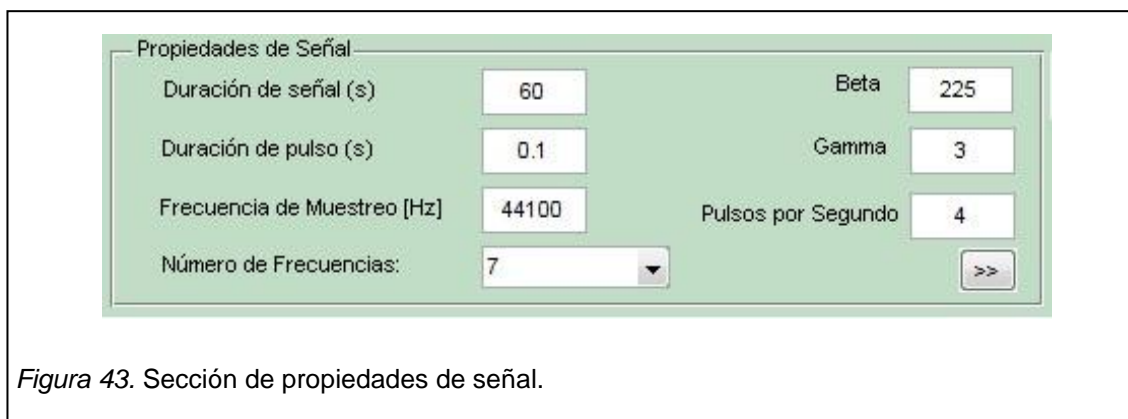 Propiedades de Señal
Duración de señal (s) 60 Beta 225
Duración de pulso (s) 0.1 Gamma 3
Frecuencia de Muestreo [Hz] 44100 Pulsos por Segundo 4
Número de Frecuencias: 7 >>
Figura 43. Sección de propiedades de señal.